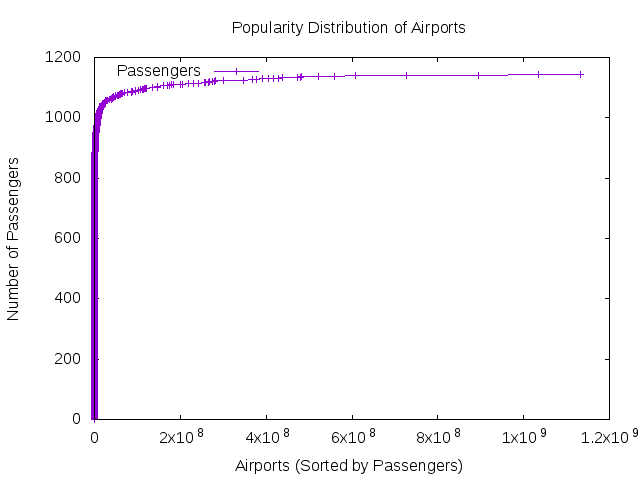 Popularity Distribution of Airports
Passengers
Number of Passengers
1200
1000
800
600
400
200
0
0 2x10^8 4x10^8 6x10^8 8x10^8 1x10^9 1.2x10^9
Airports (Sorted by Passengers)